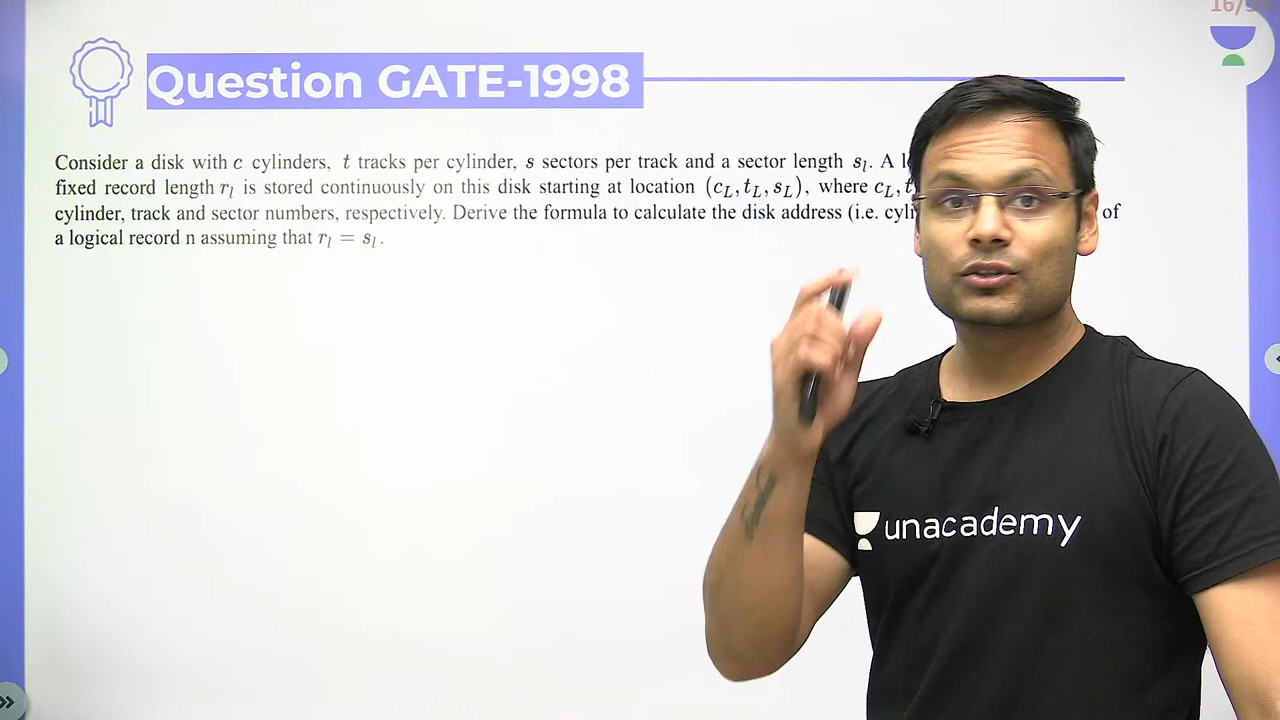 16/
Question GATE-1998
Consider a disk with c cylinders, t tracks per cylinder, s sectors per track and a sector length s_l. A
fixed record length r_l is stored continuously on this disk starting at location (c_L, t_L, s_L), where c_L,
cylinder, track and sector numbers, respectively. Derive the formula to calculate the disk address (i.e. of
a logical record n assuming that r_l = s_l.
unacademy